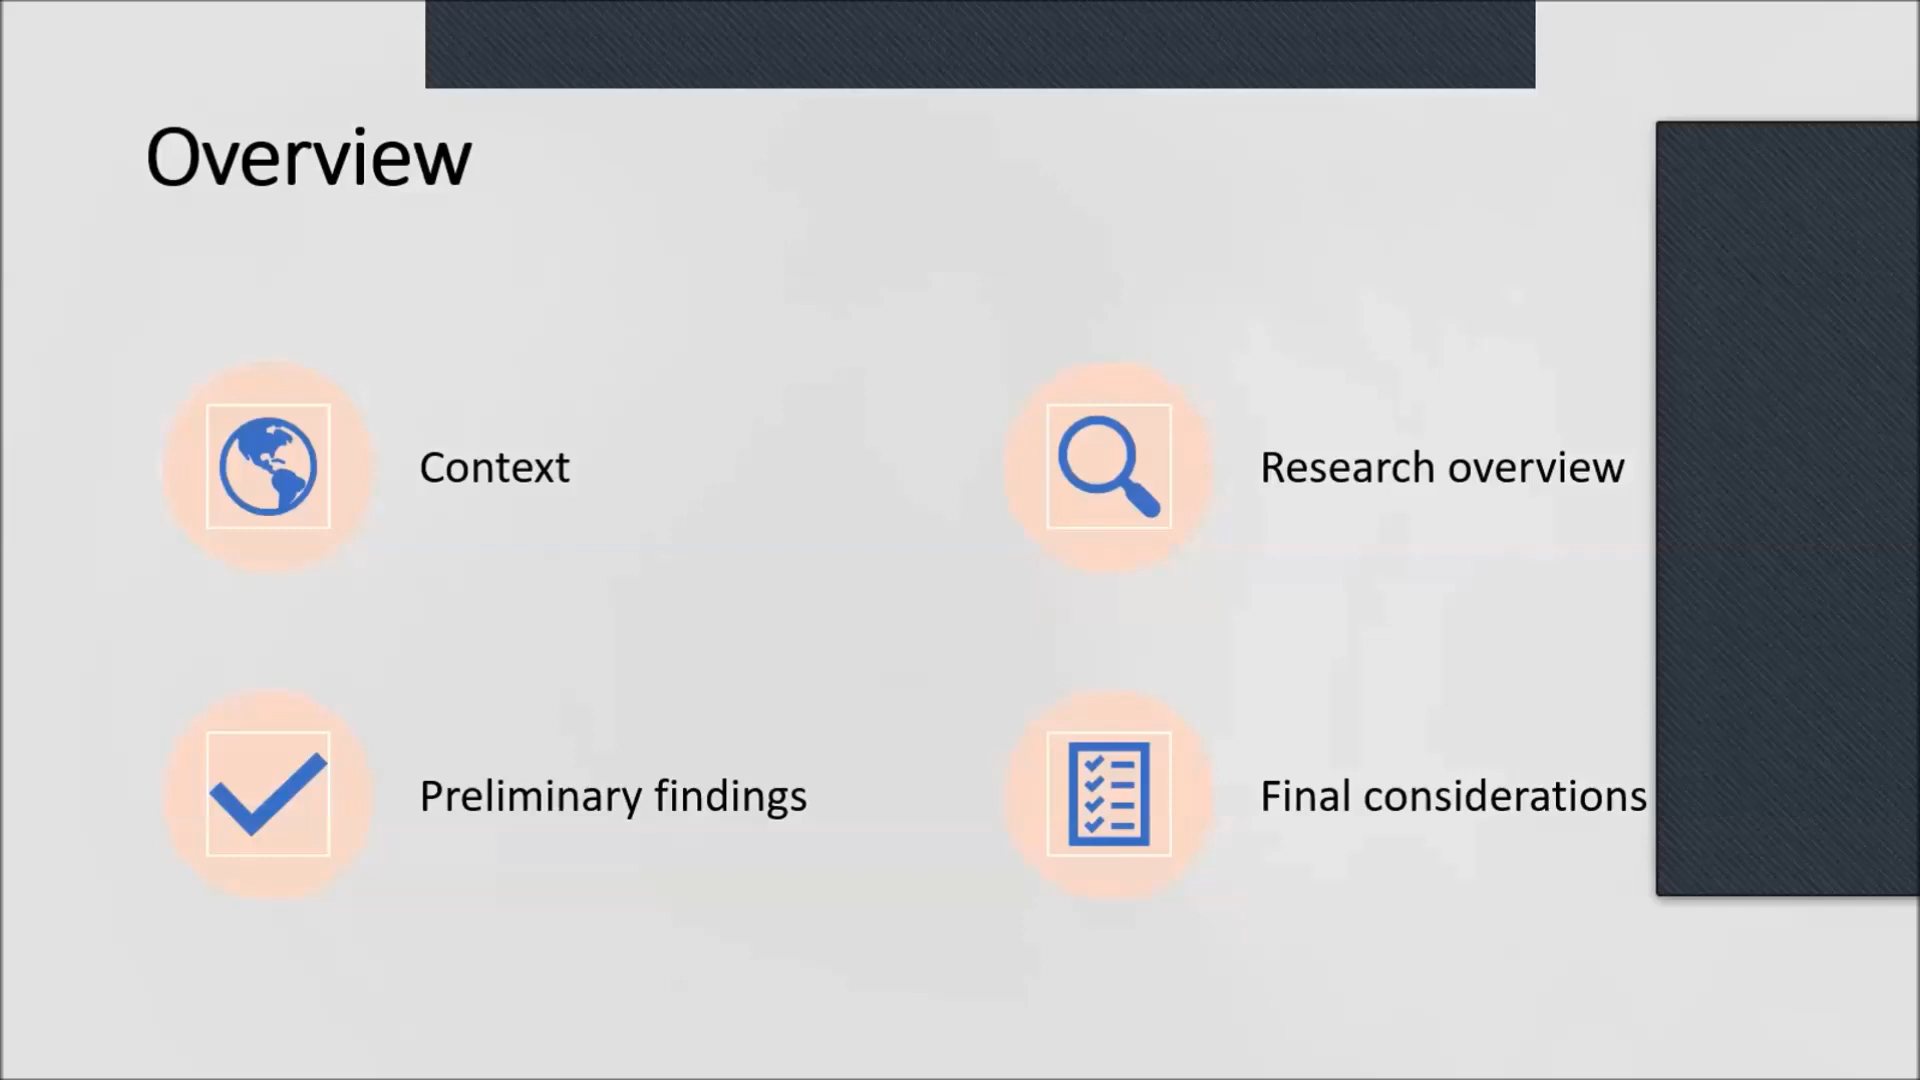 Overview
Context
Research overview
Preliminary findings
Final considerations